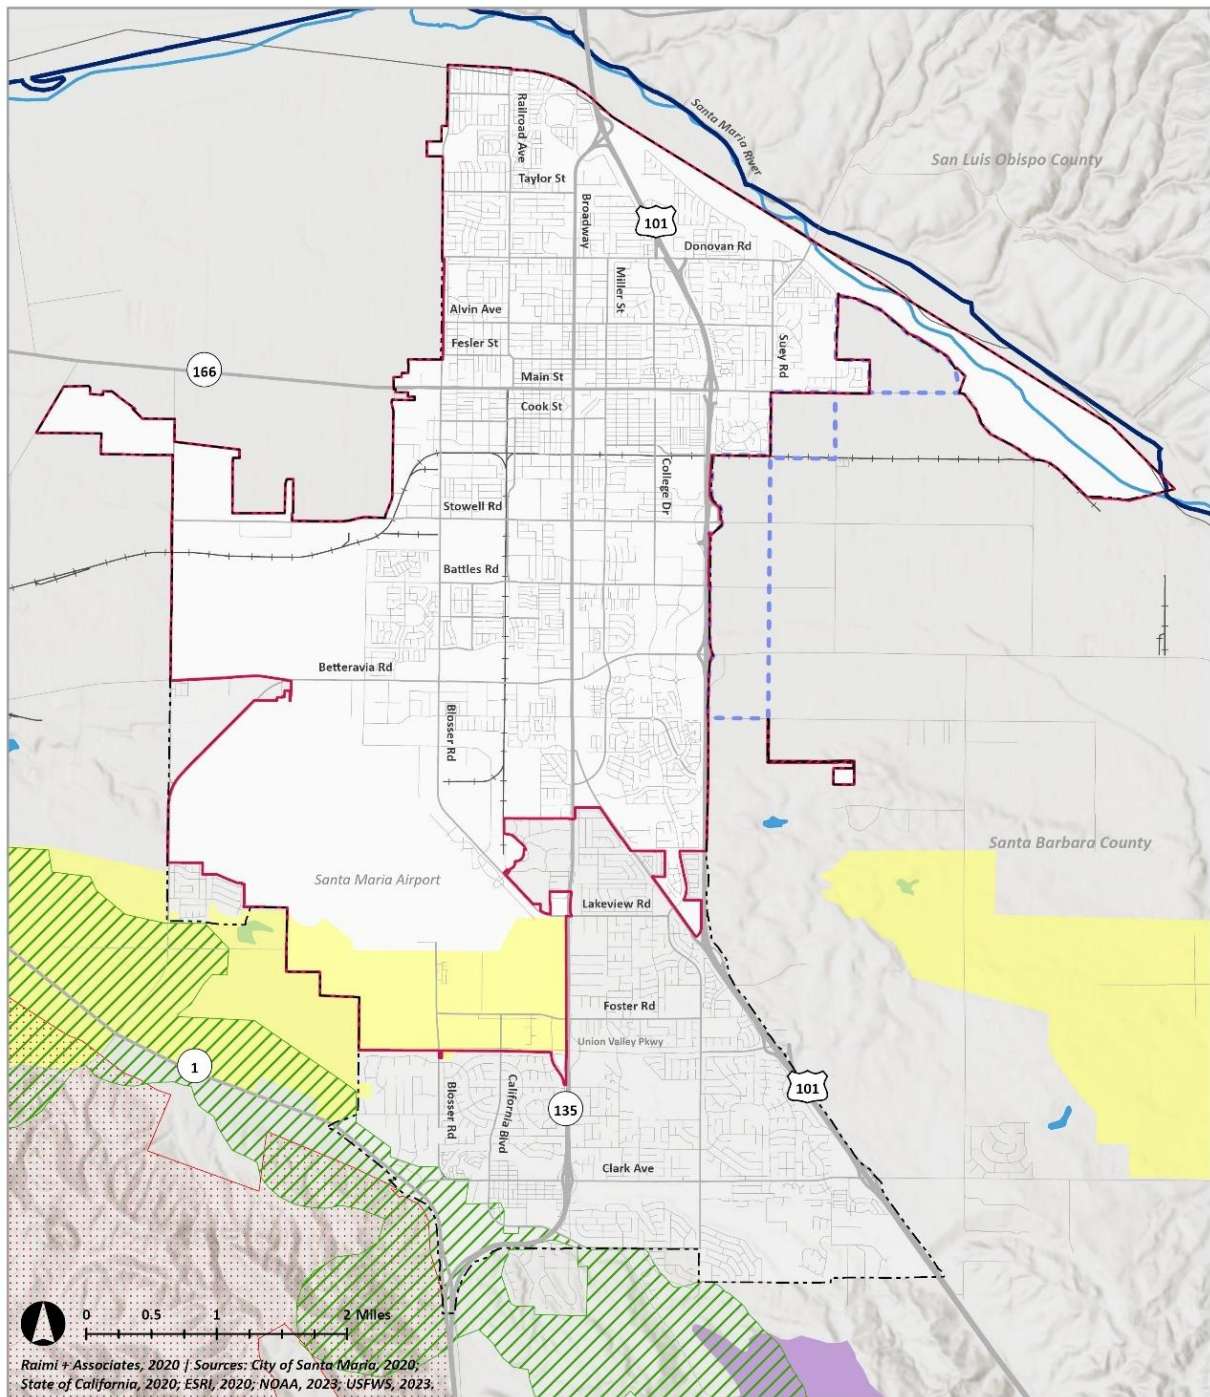 Santa Maria River
San Luis Obispo County
Railroad Ave
Taylor St
Broadway
101
Donovan Rd
Miller St
Alvin Ave
Fesler St
Suey Rd
166
Main St
Cook St
College Dr
Stowell Rd
Battles Rd
Betteravia Rd
Blosser Rd
Santa Barbara County
Santa Maria Airport
Lakeview Rd
Foster Rd
Union Valley Pkwy
1
101
Blosser Rd
California Blvd
135
Clark Ave
0 0.5 1 2 Miles
Raimi + Associates, 2020 | Sources: City of Santa Maria, 2020;
State of California, 2020; ESRI, 2020; NOAA, 2023; USFWS, 2023.